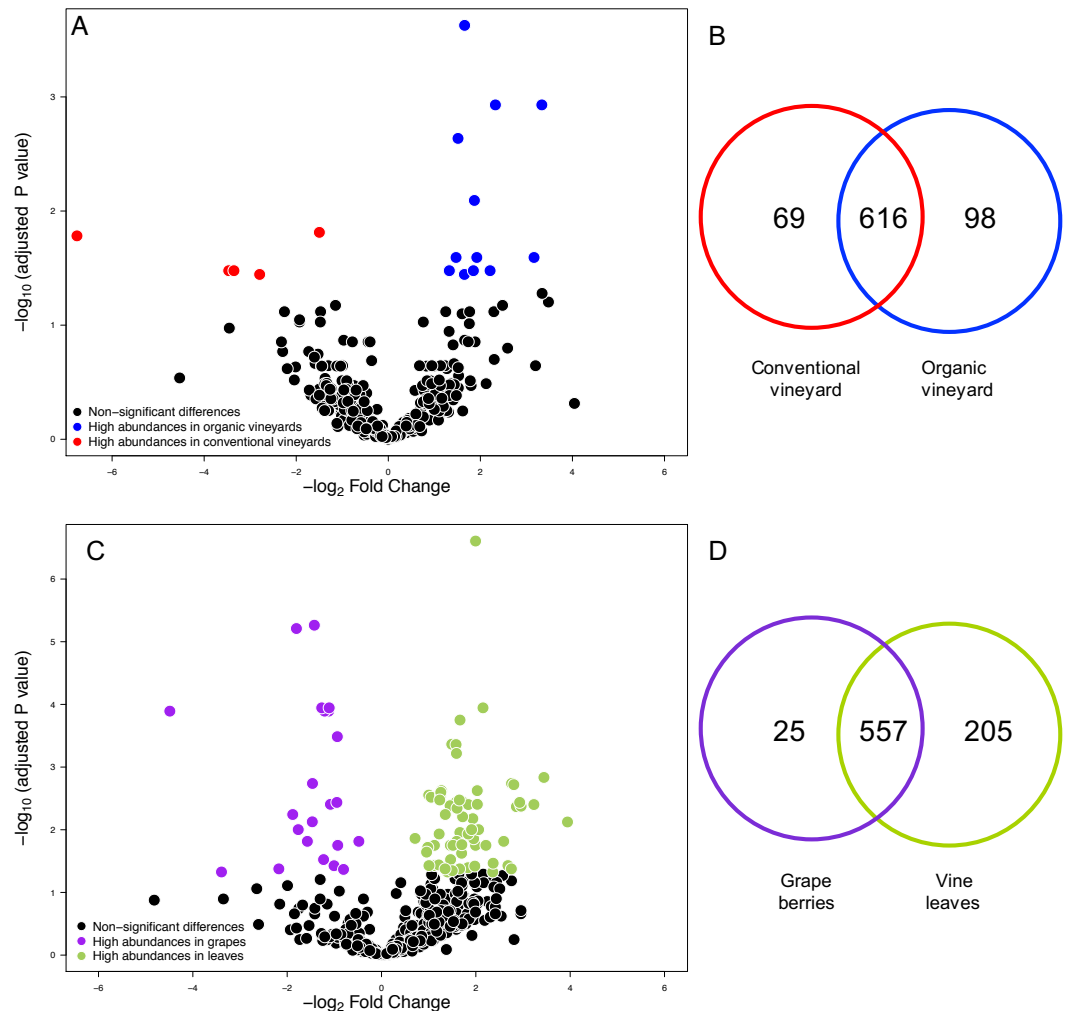 A
−log10 (adjusted P value)
3
2
1
0
Non−significant differences
High abundances in organic vineyards
High abundances in conventional vineyards
−6 −4 −2 0 2 4 6
−log2 Fold Change
B
69 616 98
Conventional vineyard
Organic vineyard
C
−log10 (adjusted P value)
6
5
4
3
2
1
0
Non−significant differences
High abundances in grapes
High abundances in leaves
−6 −4 −2 0 2 4 6
−log2 Fold Change
D
25 557 205
Grape berries
Vine leaves